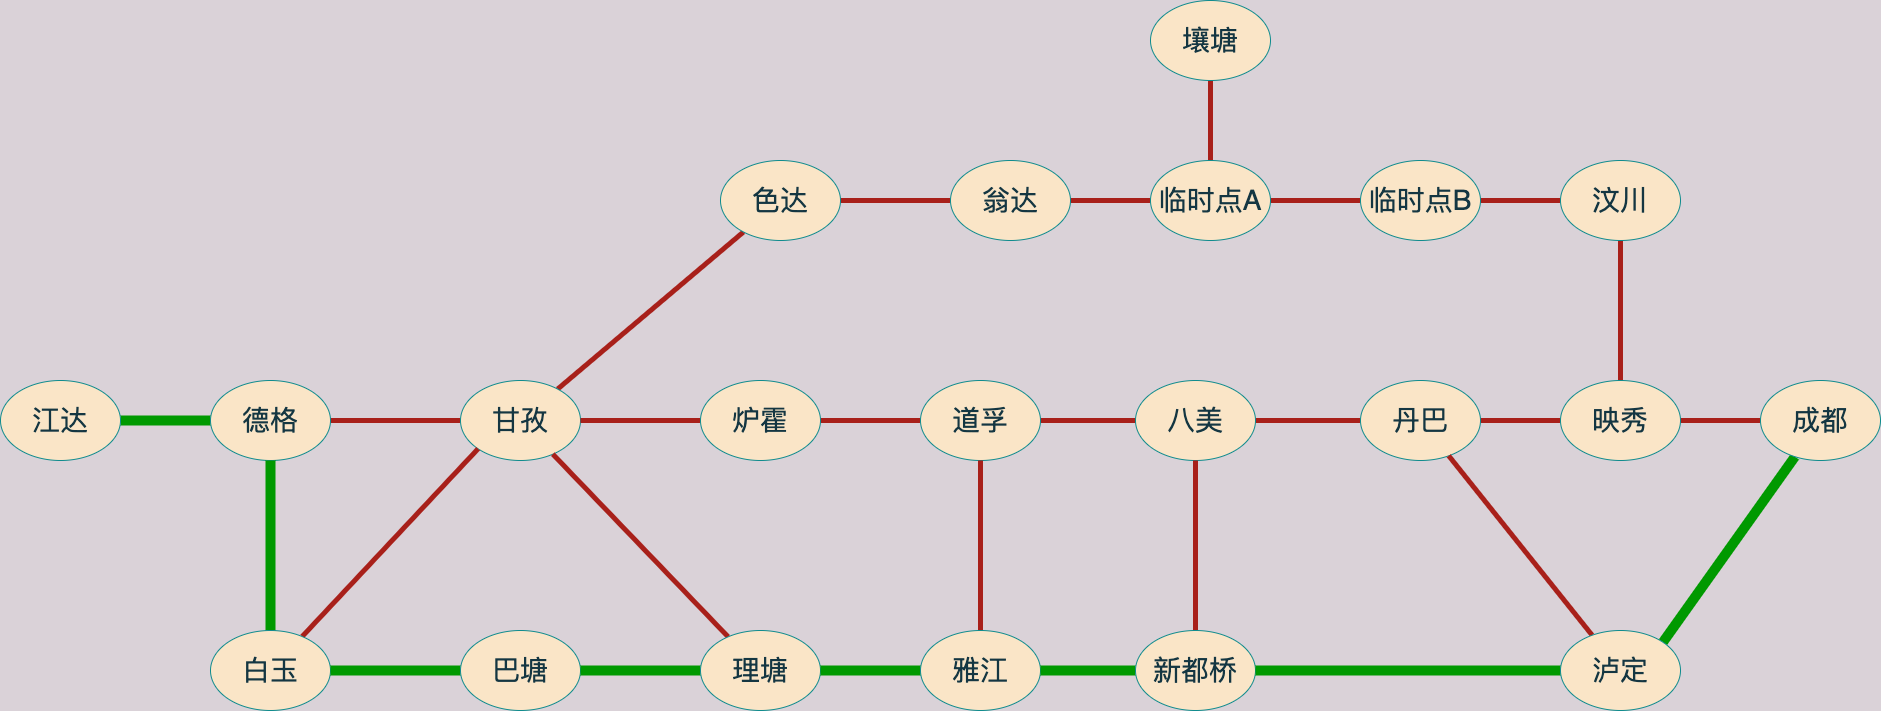 壤塘
色达
翁达
临时点A
临时点B
汶川
江达
德格
甘孜
炉霍
道孚
八美
丹巴
映秀
成都
白玉
巴塘
理塘
雅江
新都桥
泸定